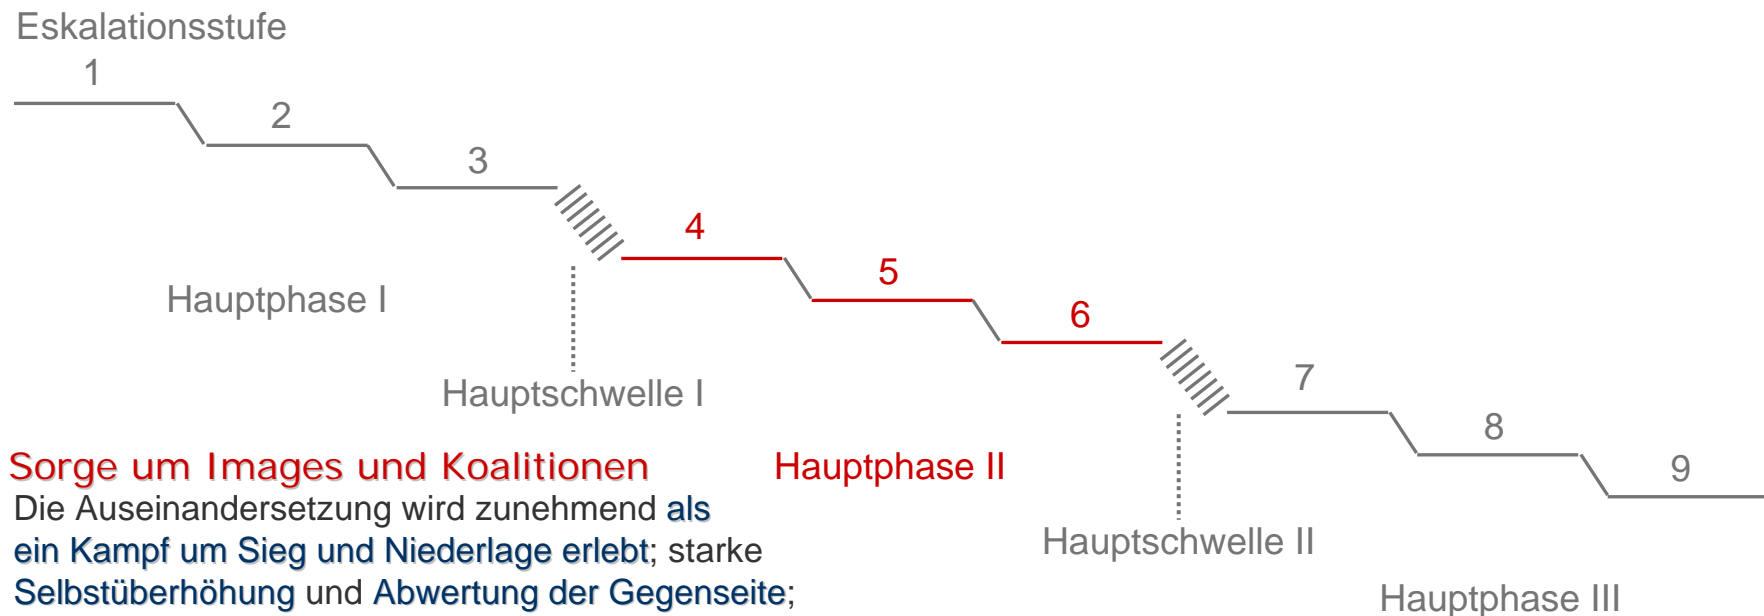 Eskalationsstufe
1
2
3
4
5
6
7
8
9
Hauptphase I
Hauptschwelle I
Hauptphase II
Hauptschwelle II
Hauptphase III
Sorge um Images und Koalitionen
Die Auseinandersetzung wird zunehmend als
ein Kampf um Sieg und Niederlage erlebt; starke
Selbstüberhöhung und Abwertung der Gegenseite;